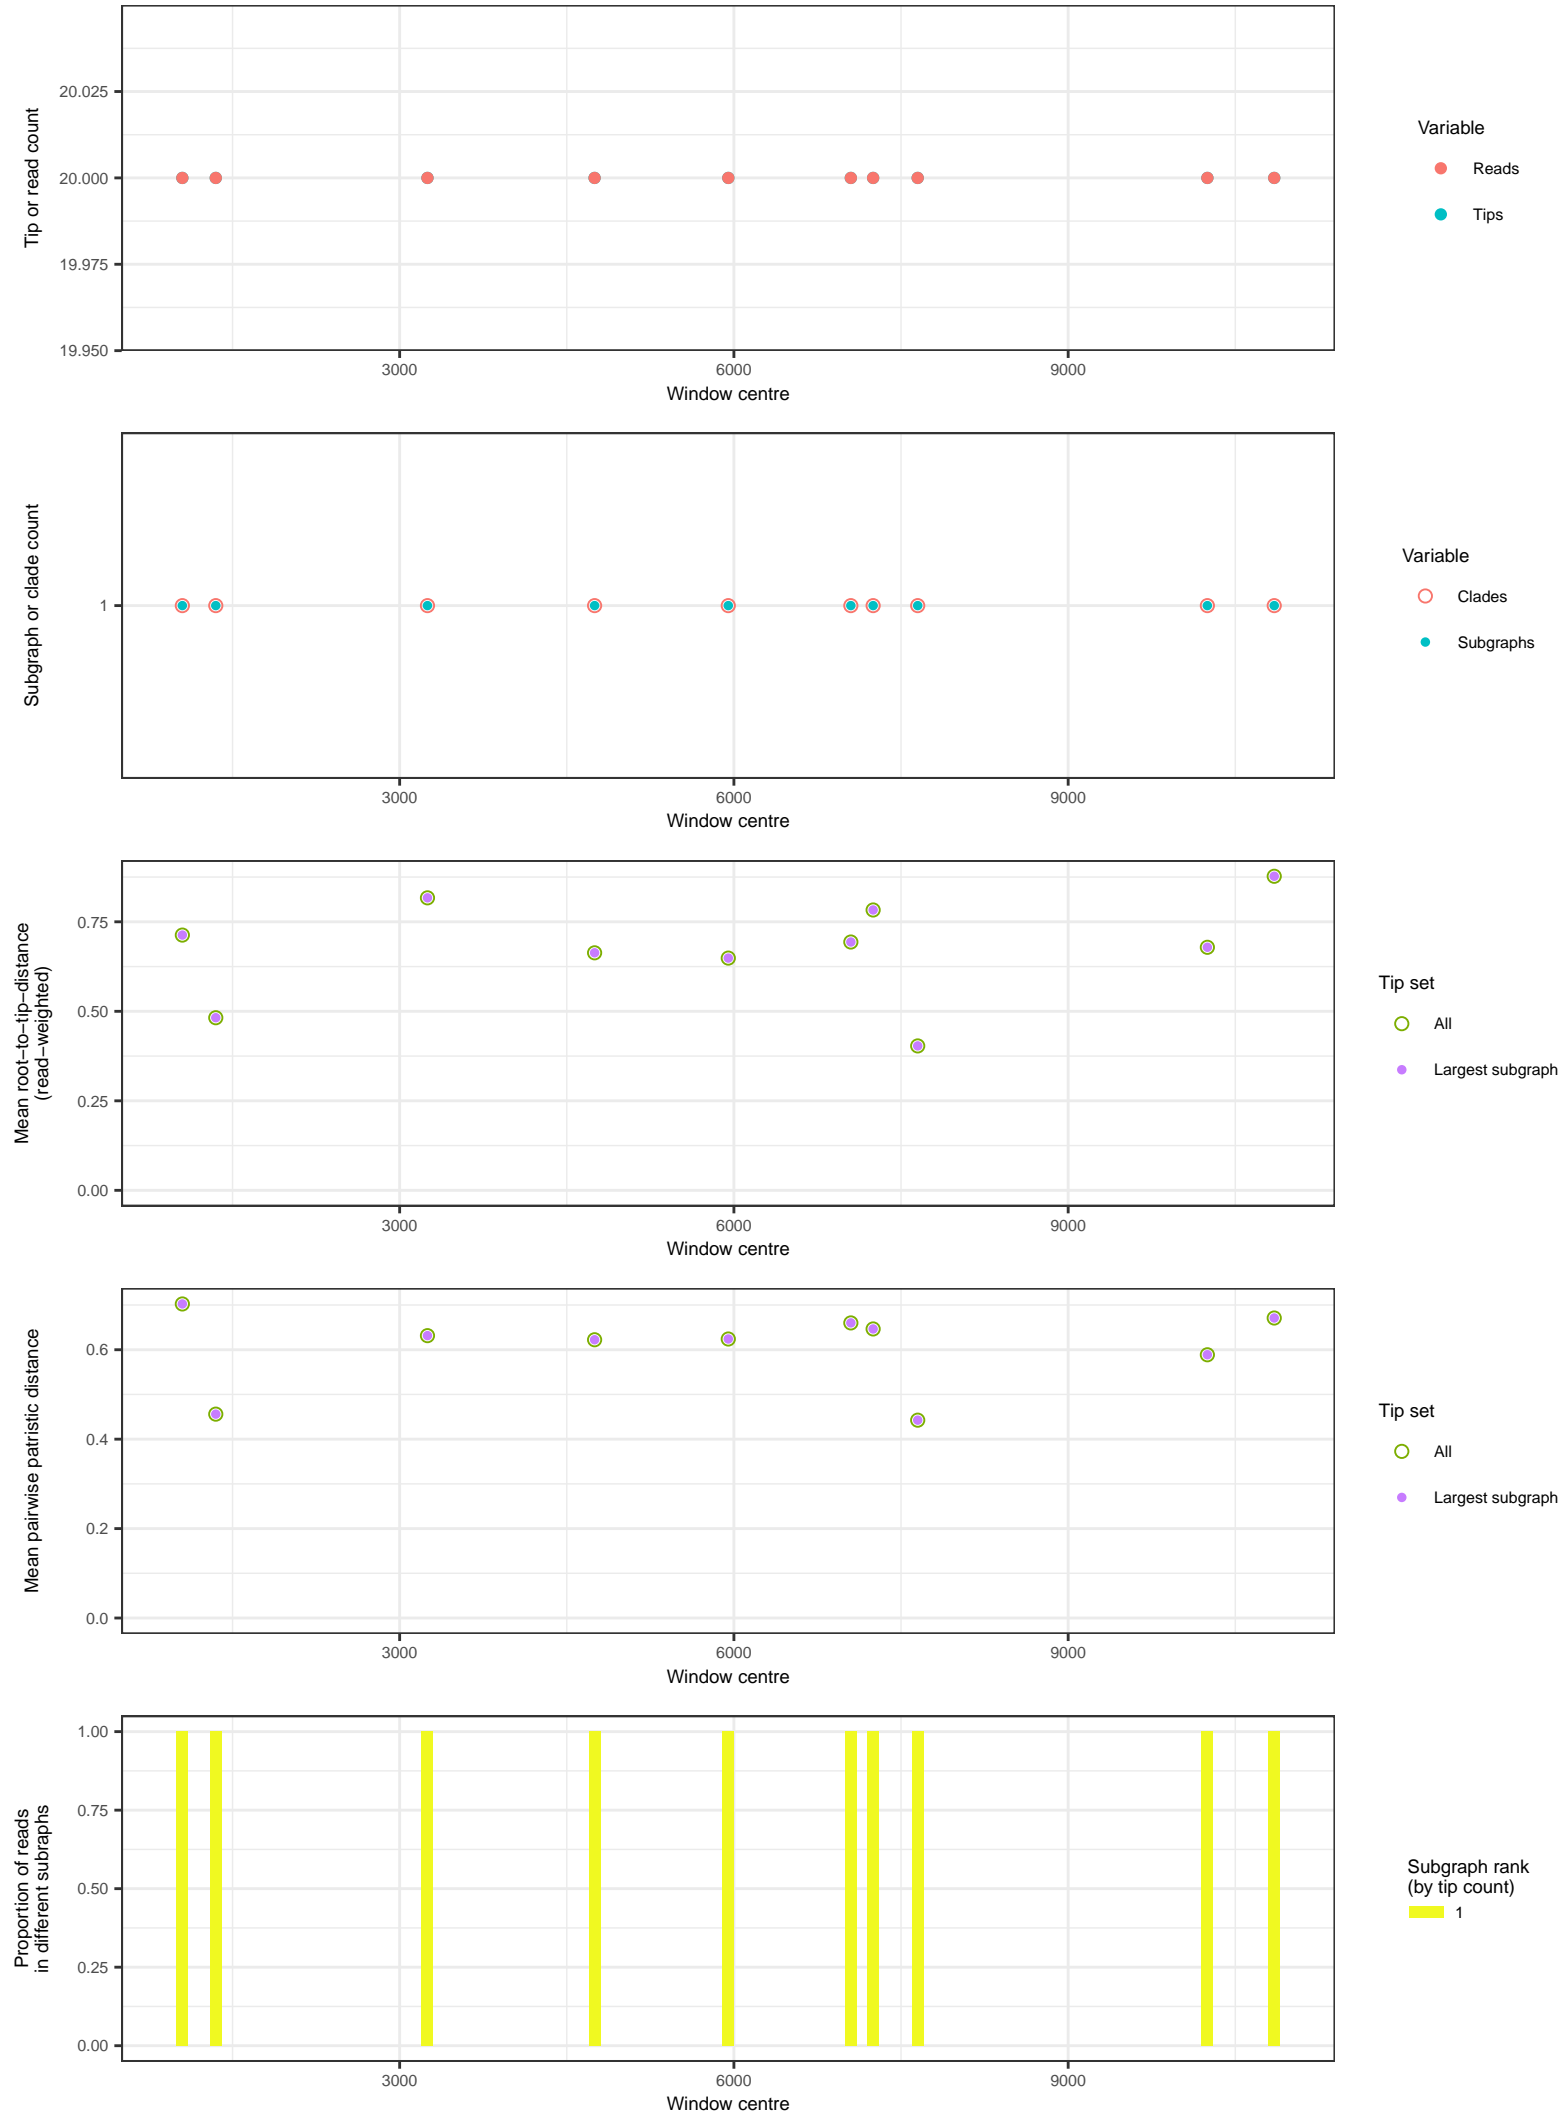 20.025
20.000
19.975
19.950
Tip or read count
3000
6000
9000
Window centre
Variable
Reads
Tips
1
Subgraph or clade count
3000
6000
9000
Window centre
Variable
Clades
Subgraphs
0.75
0.50
0.25
0.00
Mean root−to−tip−distance
(read−weighted)
3000
6000
9000
Window centre
Tip set
All
Largest subgraph
0.6
0.4
0.2
0.0
Mean pairwise patristic distance
3000
6000
9000
Window centre
Tip set
All
Largest subgraph
1.00
0.75
0.50
0.25
0.00
Proportion of reads
in different subraphs
3000
6000
9000
Window centre
Subgraph rank
(by tip count)
1